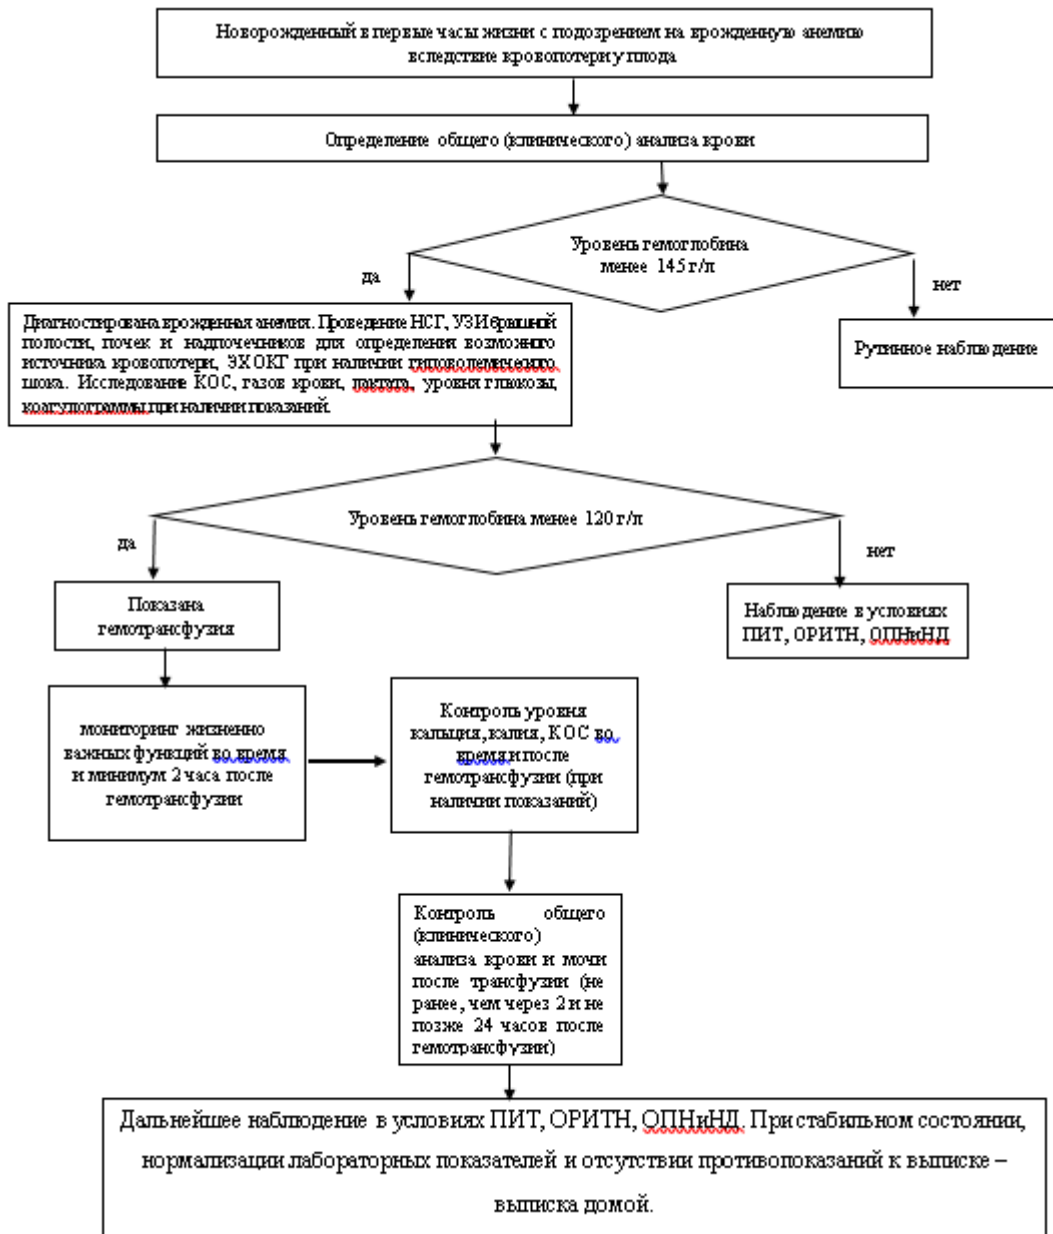 Новорожденный в первые часы жизни с подозрением на врожденную анемию
вследствие кровопотери у плода
Определение общего (клинического) анализа крови
Уровень гемоглобина
менее 145 г/л
да
нет
Диагностирована врожденная анемия. Проведение НСГ, УЗИ брюшной
полости, почек и надпочечников для определения возможного
источника кровопотери, ЭХОКГ при наличии гиповолемического
шока. Исследование КОС, газов крови, лактата, уровня глюкозы,
коагулограммы при наличии показаний.
Рутинное наблюдение
Уровень гемоглобина менее 120 г/л
да
нет
Показана
гемотрансфузия
Наблюдение в условиях
ПИТ, ОРИТН, ОПНиНД
мониторинг жизненно
важных функций во время
и минимум 2 часа после
гемотрансфузии
Контроль уровня
кальция, калия, КОС во
время и после
гемотрансфузии (при
наличии показаний)
Контроль общего
(клинического)
анализа крови и мочи
после трансфузии (не
ранее, чем через 2 и не
позже 24 часов после
гемотрансфузии)
Дальнейшее наблюдение в условиях ПИТ, ОРИТН, ОПНиНД. При стабильном состоянии,
нормализации лабораторных показателей и отсутствии противопоказаний к выписке –
выписка домой.